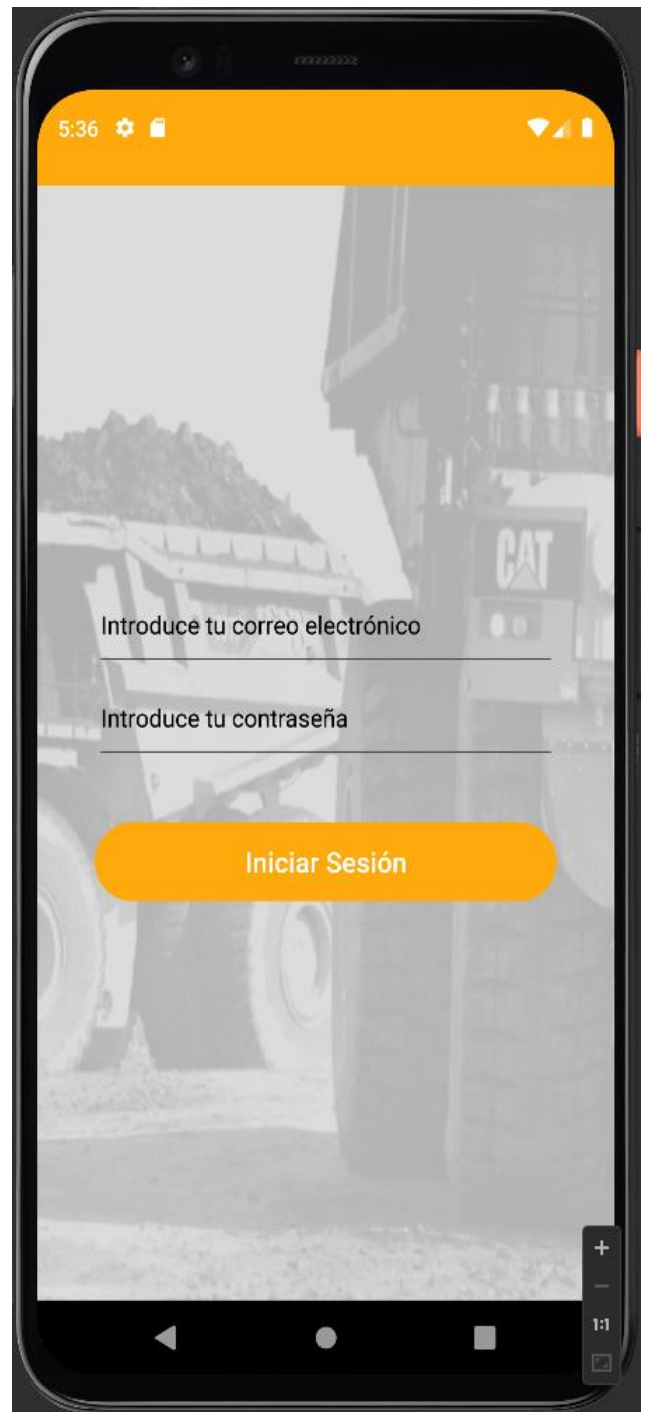 5:36
CAT
Introduce tu correo electrónico
Introduce tu contraseña
Iniciar Sesión
+
−
1:1